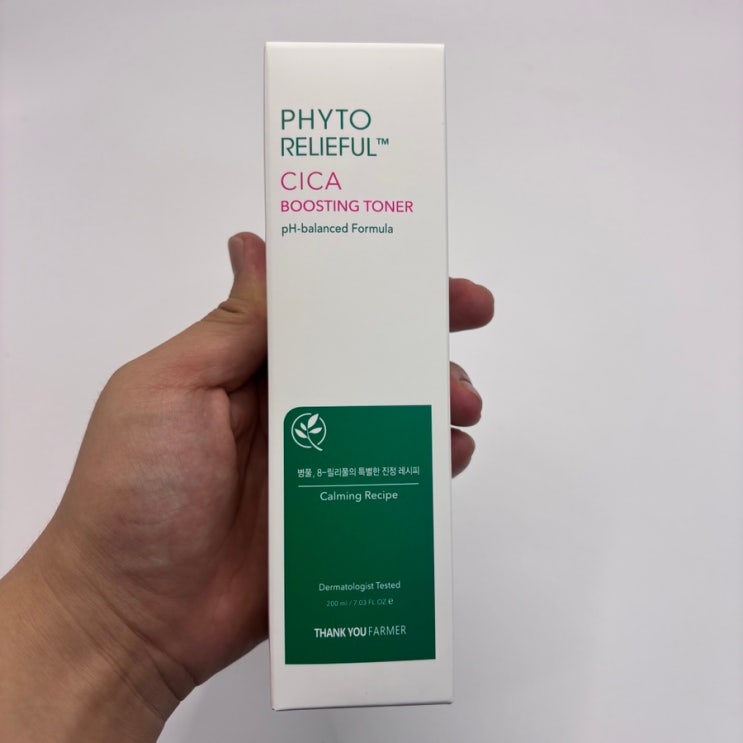 PHYTO
RELIEFUL™
CICA
BOOSTING TONER
pH-balanced Formula
병풀, 8-릴리풀의 특별한 진정 레시피
Calming Recipe
Dermatologist Tested
200 ml / 7.03 FL.OZ ℮
THANK YOU FARMER